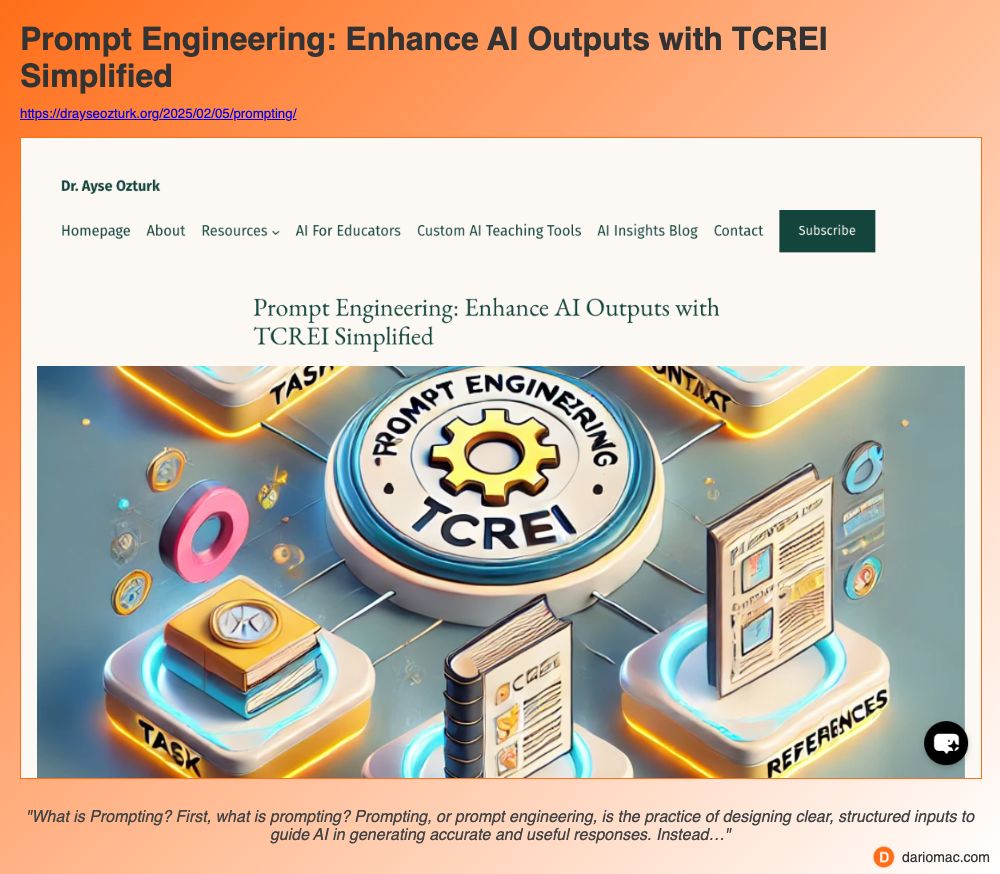 Prompt Engineering: Enhance AI Outputs with TCREI
Simplified
https://drayseozturk.org/2025/02/05/prompting/
Dr. Ayse Ozturk
Homepage About Resources AI For Educators Custom AI Teaching Tools AI Insights Blog Contact Subscribe
Prompt Engineering: Enhance AI Outputs with
TCREI Simplified
TASK
PROMPT ENGINEERING
TCREI
TASK
REFERENCES
"What is Prompting? First, what is prompting? Prompting, or prompt engineering, is the practice of designing clear, structured inputs to
guide AI in generating accurate and useful responses. Instead…"
D dariomac.com